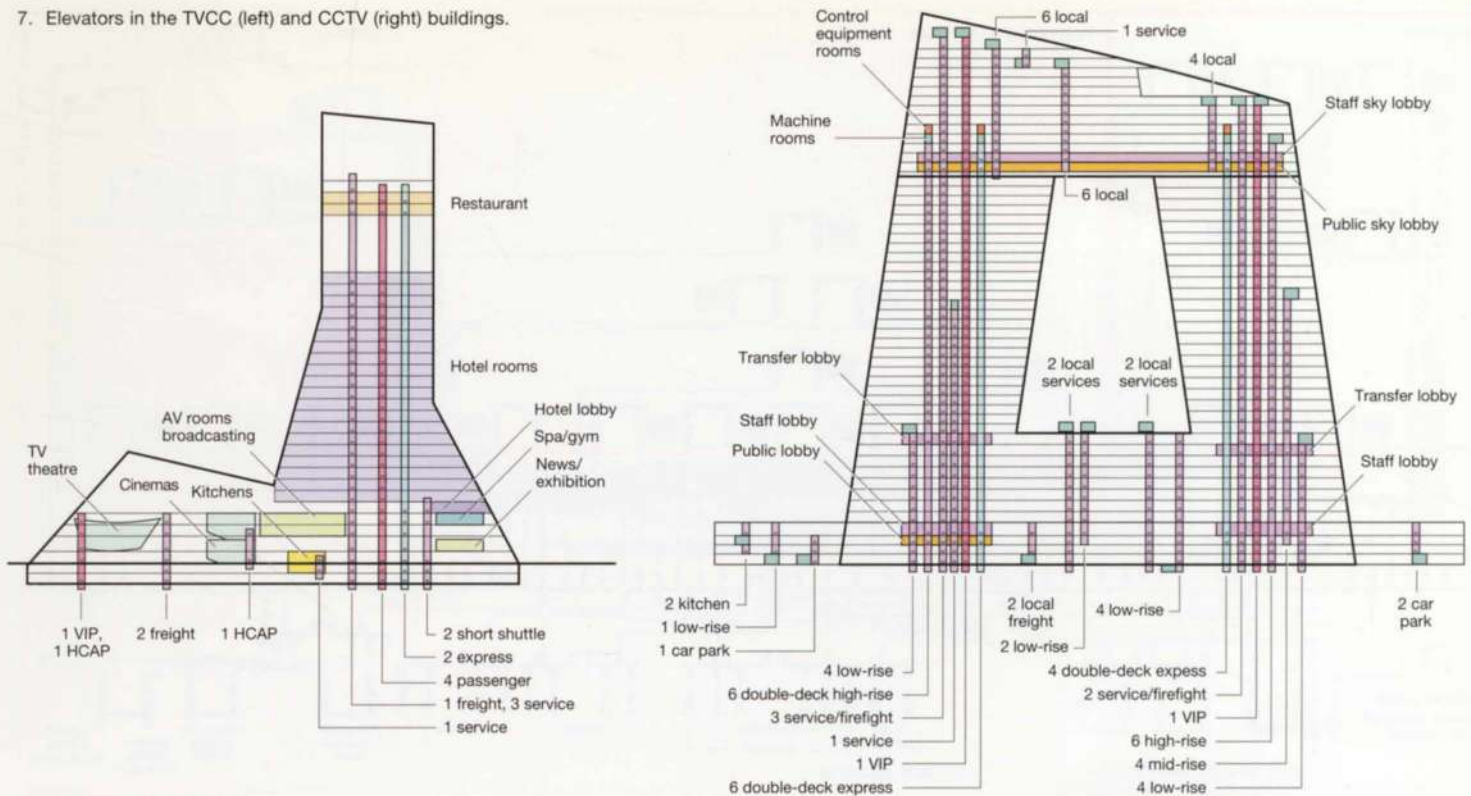 7. Elevators in the TVCC (left) and CCTV (right) buildings.
Restaurant
Hotel rooms
Hotel lobby
Spa/gym
News/
exhibition
AV rooms
broadcasting
TV
theatre
Cinemas
Kitchens
1 VIP,
1 HCAP
2 freight
1 HCAP
2 short shuttle
2 express
4 passenger
1 freight, 3 service
1 service
Control
equipment
rooms
6 local
1 service
4 local
Machine
rooms
Staff sky lobby
6 local
Public sky lobby
Transfer lobby
2 local
services
2 local
services
Transfer lobby
Staff lobby
Public lobby
Staff lobby
2 kitchen
1 low-rise
1 car park
2 local
freight
2 low-rise
4 low-rise
2 car
park
4 low-rise
6 double-deck high-rise
3 service/firefight
1 service
1 VIP
6 double-deck express
4 double-deck expess
2 service/firefight
1 VIP
6 high-rise
4 mid-rise
4 low-rise